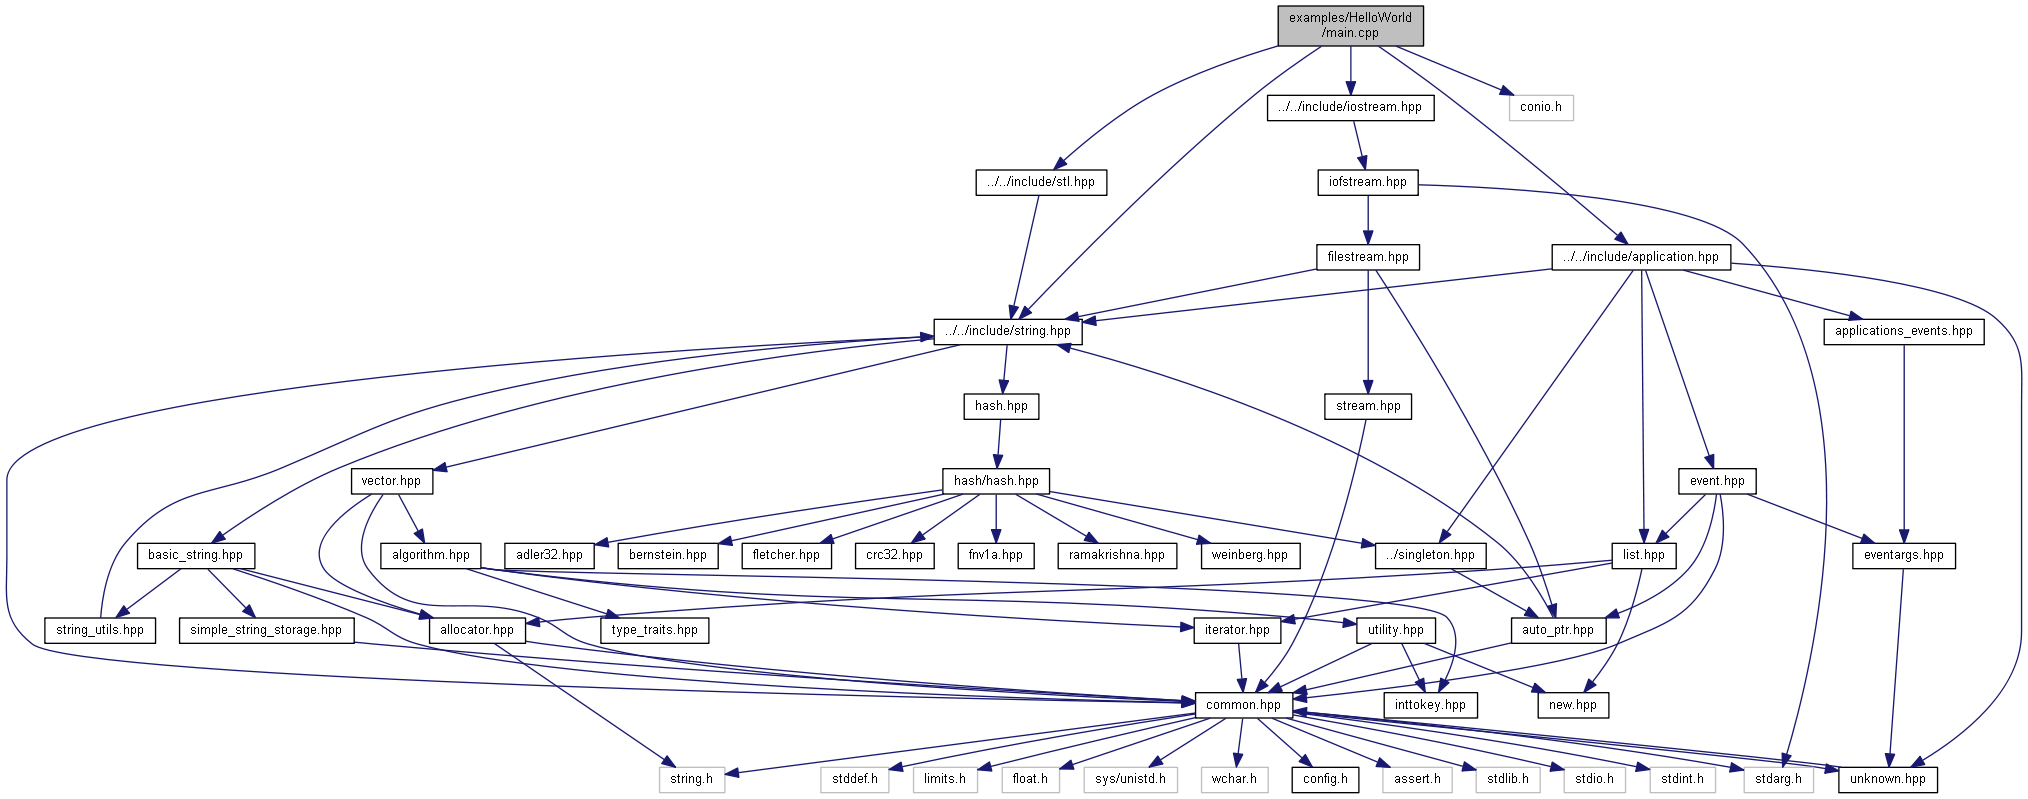 examples/HelloWorld
/main.cpp
../../include/iostream.hpp
conio.h
../../include/stl.hpp
iofstream.hpp
filestream.hpp
../../include/application.hpp
../../include/string.hpp
applications_events.hpp
hash.hpp
stream.hpp
vector.hpp
hash/hash.hpp
event.hpp
basic_string.hpp
algorithm.hpp
adler32.hpp
bernstein.hpp
fletcher.hpp
crc32.hpp
fnv1a.hpp
ramakrishna.hpp
weinberg.hpp
../singleton.hpp
list.hpp
eventargs.hpp
string_utils.hpp
simple_string_storage.hpp
allocator.hpp
type_traits.hpp
iterator.hpp
utility.hpp
auto_ptr.hpp
common.hpp
inttokey.hpp
new.hpp
string.h
stddef.h
limits.h
float.h
sys/unistd.h
wchar.h
config.h
assert.h
stdlib.h
stdio.h
stdint.h
stdarg.h
unknown.hpp